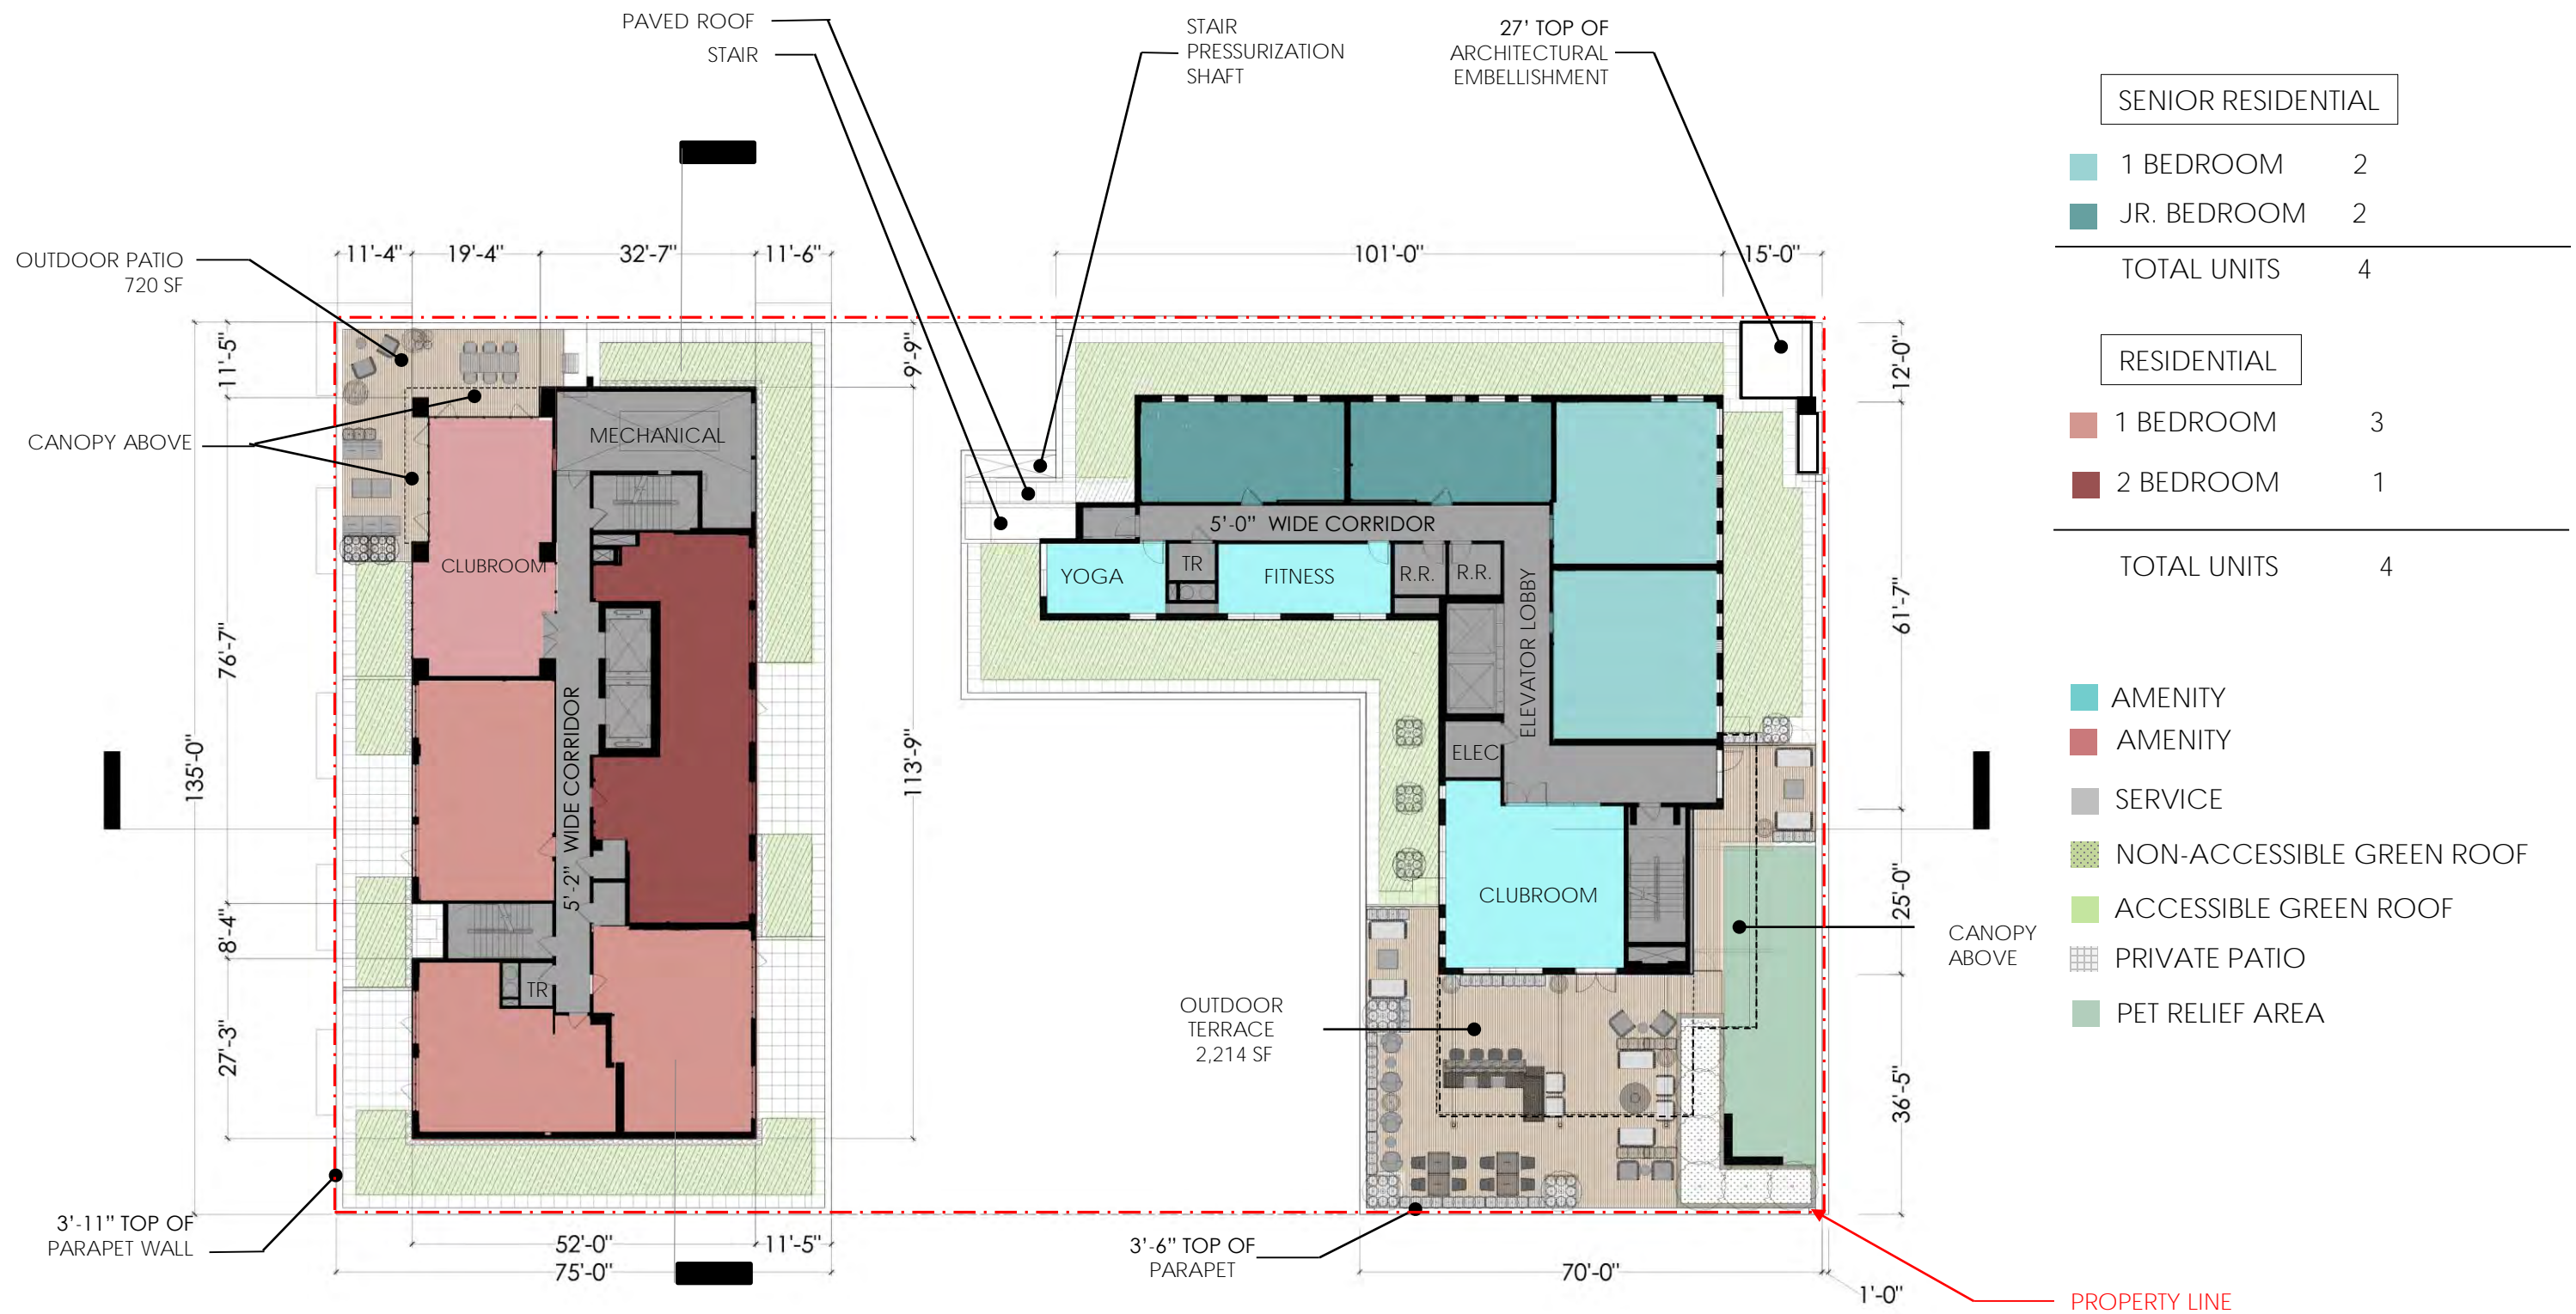 PAVED ROOF
STAIR
STAIR
PRESSURIZATION
SHAFT
27' TOP OF
ARCHITECTURAL
EMBELLISHMENT
OUTDOOR PATIO
720 SF
CANOPY ABOVE
11'-4"
19'-4"
32'-7"
11'-6"
101'-0"
15'-0"
11'-5"
76'-7"
135'-0"
8'-4"
27'-3"
9'-9"
113'-9"
12'-0"
61'-7"
25'-0"
36'-5"
MECHANICAL
CLUBROOM
5'-2" WIDE CORRIDOR
TR
5'-0" WIDE CORRIDOR
YOGA
TR
FITNESS
R.R.
R.R.
ELEVATOR LOBBY
ELEC
CLUBROOM
OUTDOOR
TERRACE
2,214 SF
CANOPY
ABOVE
3'-11" TOP OF
PARAPET WALL
52'-0"
11'-5"
75'-0"
3'-6" TOP OF
PARAPET
70'-0"
1'-0"
PROPERTY LINE
SENIOR RESIDENTIAL
1 BEDROOM 2
JR. BEDROOM 2
TOTAL UNITS 4
RESIDENTIAL
1 BEDROOM 3
2 BEDROOM 1
TOTAL UNITS 4
AMENITY
AMENITY
SERVICE
NON-ACCESSIBLE GREEN ROOF
ACCESSIBLE GREEN ROOF
PRIVATE PATIO
PET RELIEF AREA